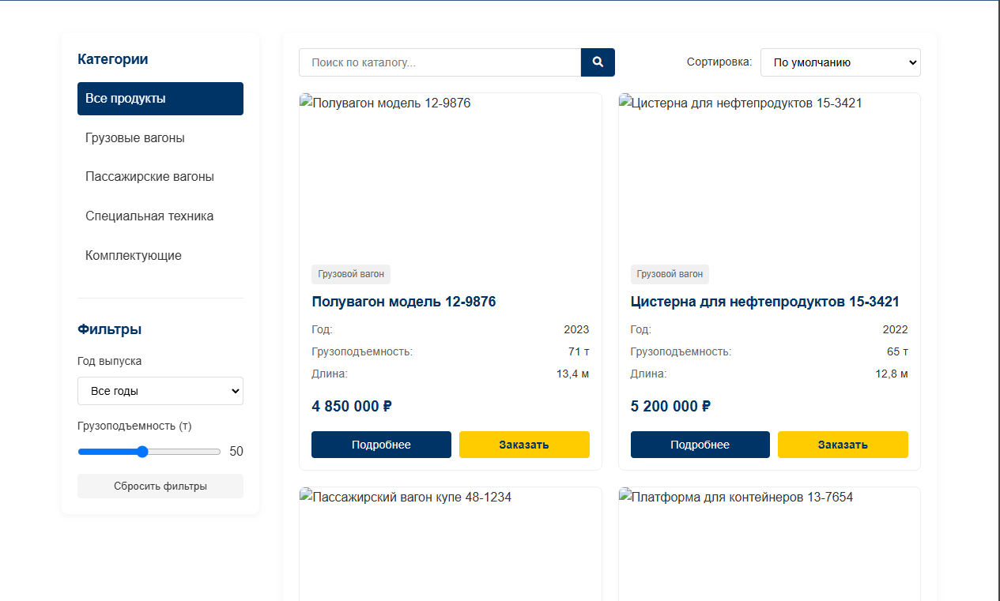 Категории
Все продукты
Грузовые вагоны
Пассажирские вагоны
Специальная техника
Комплектующие
Фильтры
Год выпуска
Все годы
Грузоподъемность (т)
50
Сбросить фильтры
Поиск по каталогу...
Сортировка: По умолчанию
Полувагон модель 12-9876
Грузовой вагон
Полувагон модель 12-9876
Год: 2023
Грузоподъемность: 71 т
Длина: 13,4 м
4 850 000 ₽
Подробнее Заказать
Цистерна для нефтепродуктов 15-3421
Грузовой вагон
Цистерна для нефтепродуктов 15-3421
Год: 2022
Грузоподъемность: 65 т
Длина: 12,8 м
5 200 000 ₽
Подробнее Заказать
Пассажирский вагон купе 48-1234
Платформа для контейнеров 13-7654